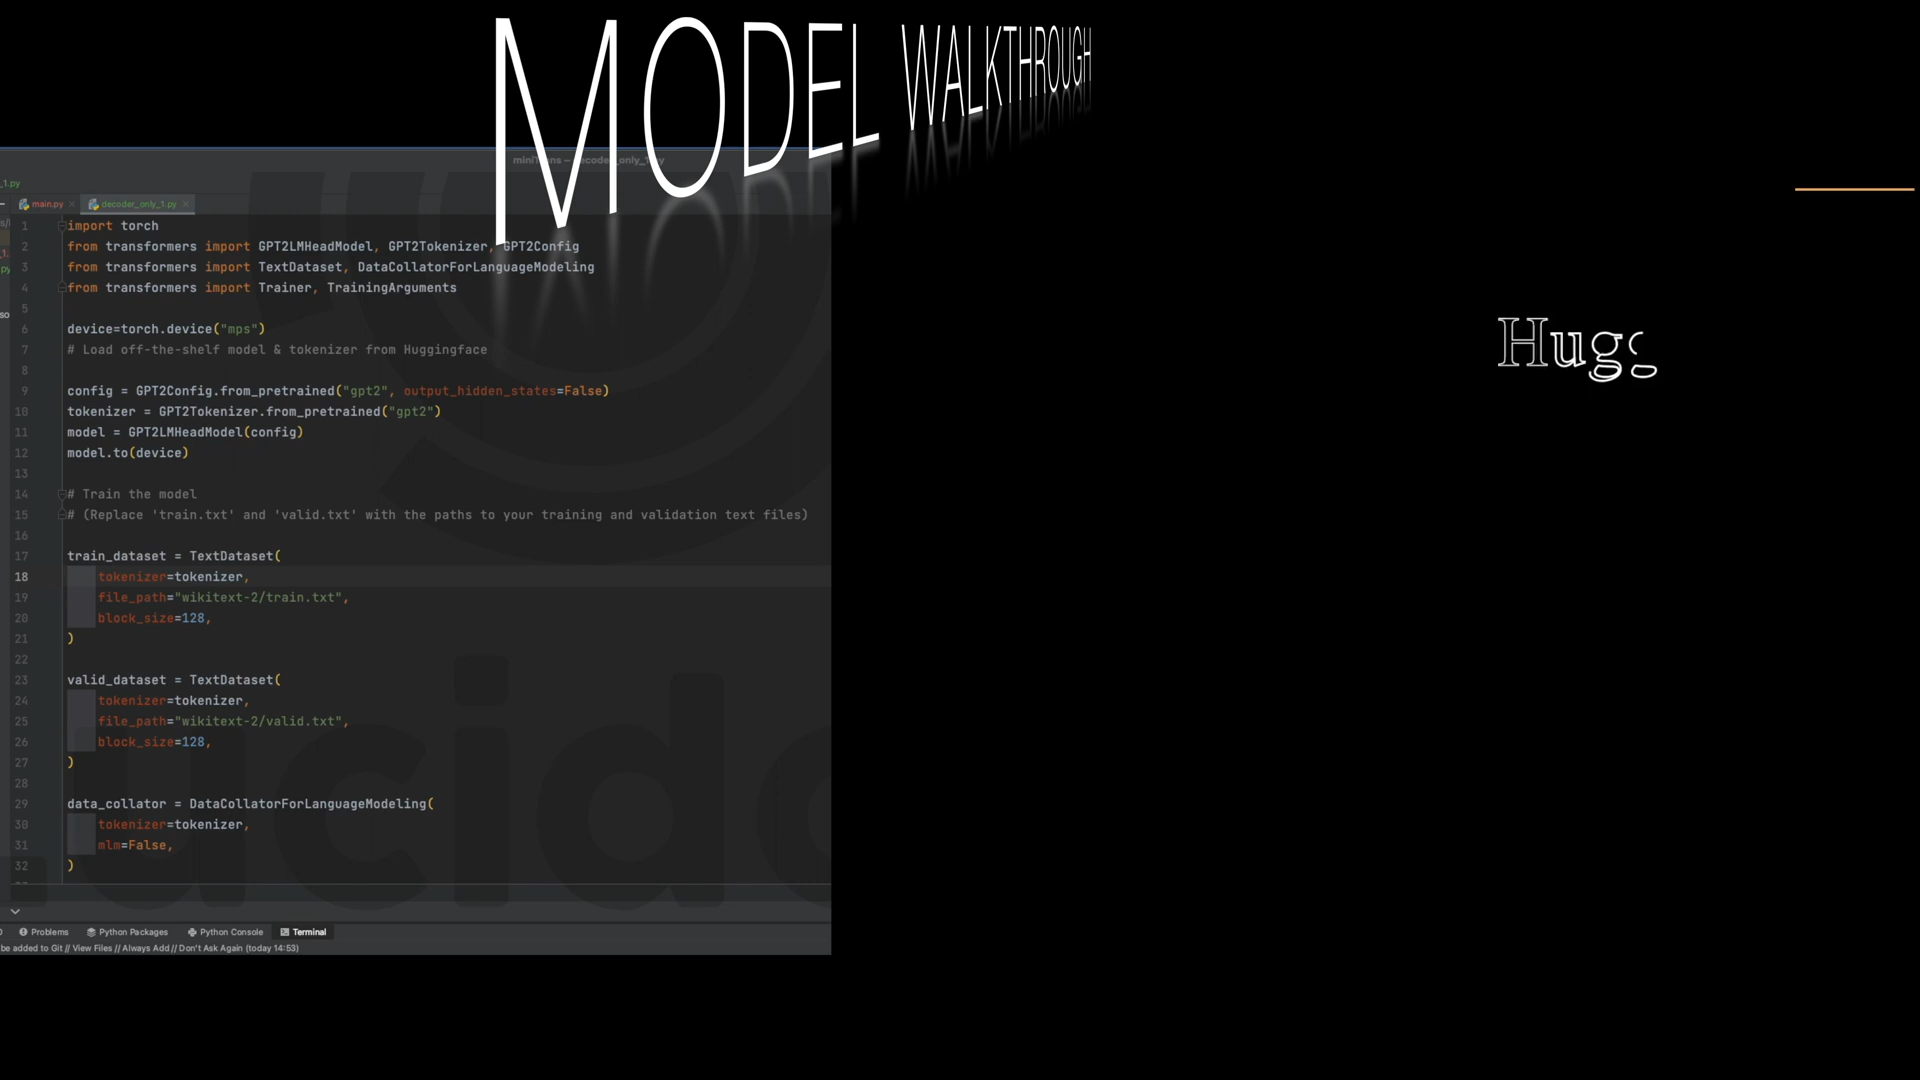 MODEL WALKTHROUGH
_1.py
main.py
decoder_only_1.py
1 import torch
2 from transformers import GPT2LMHeadModel, GPT2Tokenizer, GPT2Config
3 from transformers import TextDataset, DataCollatorForLanguageModeling
4 from transformers import Trainer, TrainingArguments
5
6 device=torch.device("mps")
7 # Load off-the-shelf model & tokenizer from Huggingface
8
9 config = GPT2Config.from_pretrained("gpt2", output_hidden_states=False)
10 tokenizer = GPT2Tokenizer.from_pretrained("gpt2")
11 model = GPT2LMHeadModel(config)
12 model.to(device)
13
14 # Train the model
15 # (Replace 'train.txt' and 'valid.txt' with the paths to your training and validation text files)
16
17 train_dataset = TextDataset(
18 tokenizer=tokenizer,
19 file_path="wikitext-2/train.txt",
20 block_size=128,
21 )
22
23 valid_dataset = TextDataset(
24 tokenizer=tokenizer,
25 file_path="wikitext-2/valid.txt",
26 block_size=128,
27 )
28
29 data_collator = DataCollatorForLanguageModeling(
30 tokenizer=tokenizer,
31 mlm=False,
32 )
Problems Python Packages Python Console Terminal
be added to Git // View Files // Always Add // Don't Ask Again (today 14:53)
Hugg